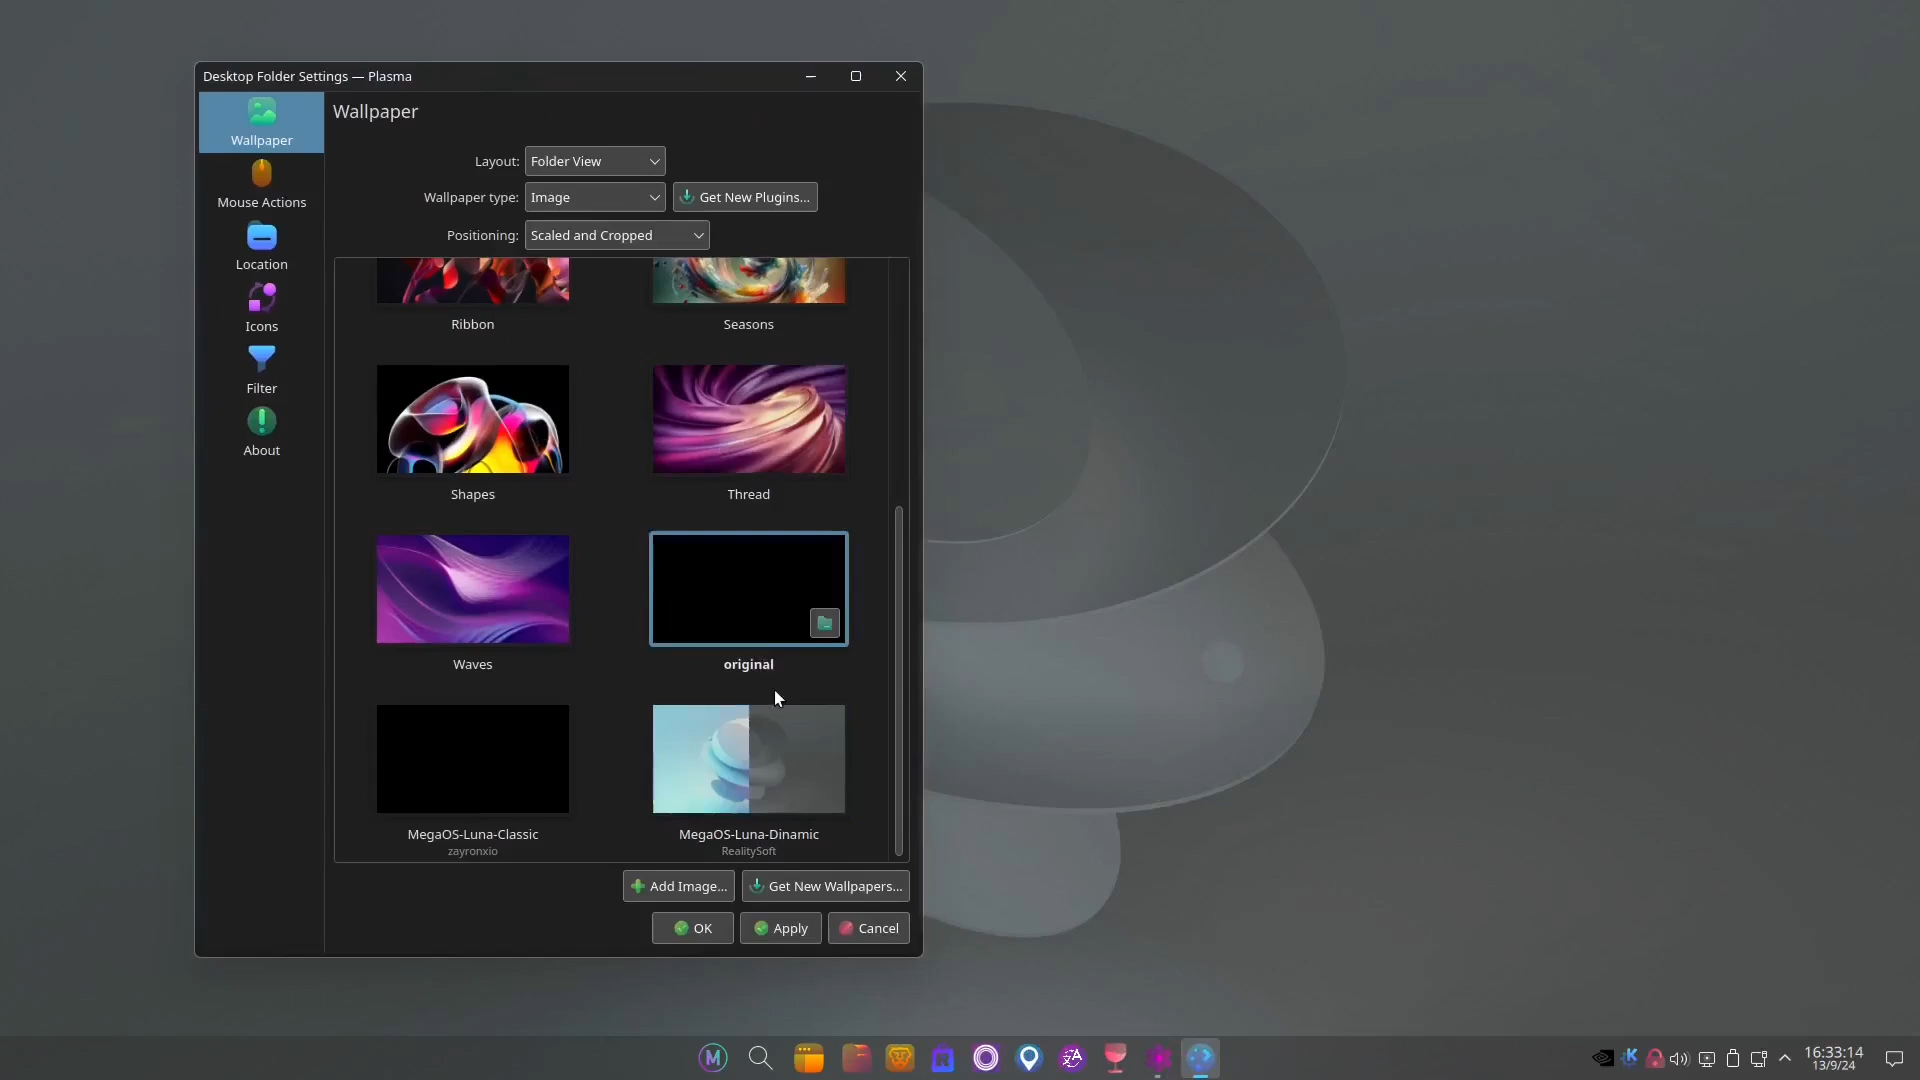 Desktop Folder Settings — Plasma
Wallpaper
Mouse Actions
Location
Icons
Filter
About
Wallpaper
Layout: Folder View
Wallpaper type: Image Get New Plugins...
Positioning: Scaled and Cropped
Ribbon Seasons
Shapes Thread
Waves original
MegaOS-Luna-Classic MegaOS-Luna-Dinamic
zayronxio RealitySoft
Add Image... Get New Wallpapers...
OK Apply Cancel
16:33:14
13/9/24